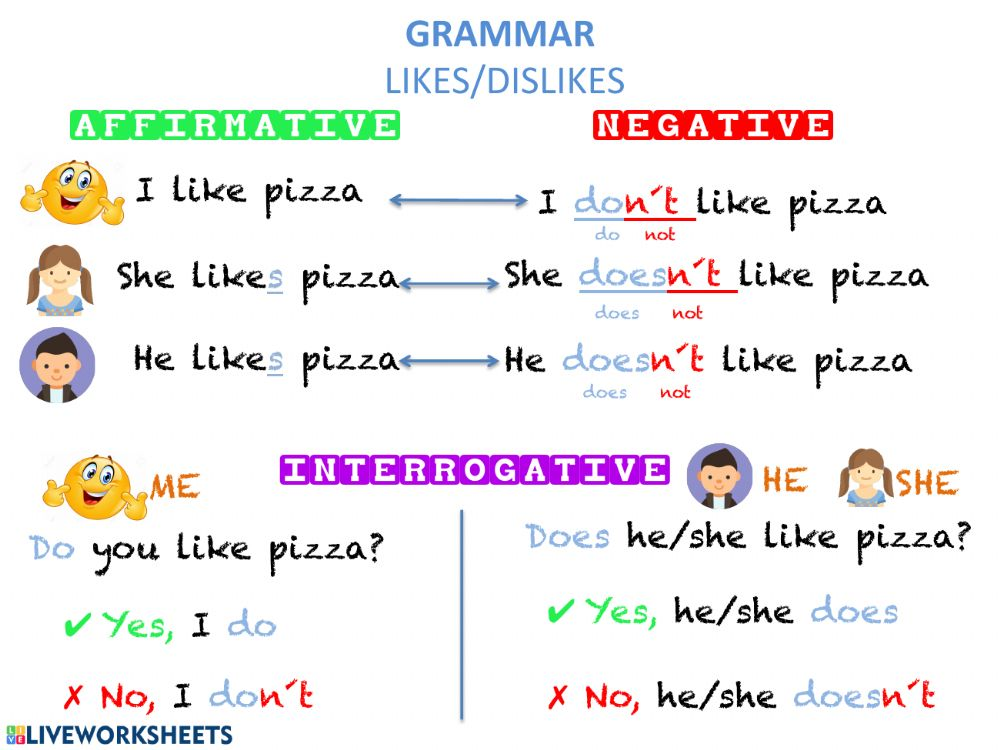 GRAMMAR
LIKES/DISLIKES
AFFIRMATIVE
NEGATIVE
I like pizza
I don´t like pizza
do not
She likes pizza
She doesn´t like pizza
does not
He likes pizza
He doesn´t like pizza
does not
INTERROGATIVE
ME
HE
SHE
Do you like pizza?
✔ Yes, I do
✗ No, I don´t
Does he/she like pizza?
✔ Yes, he/she does
✗ No, he/she doesn´t
LIVE LIVEWORKSHEETS